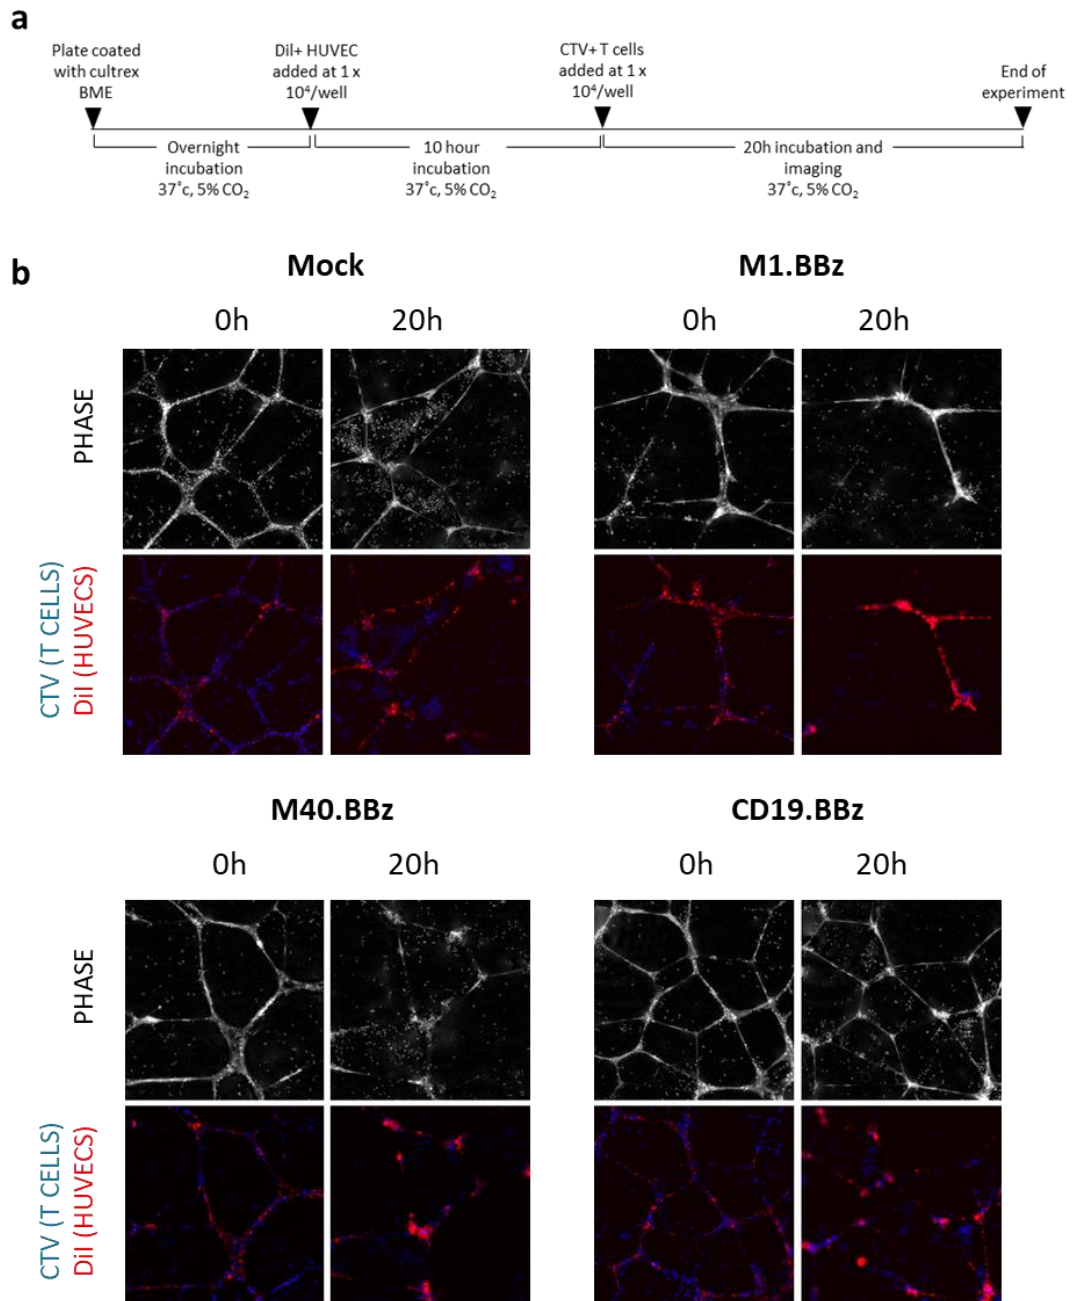 a
Plate coated
with cultrex
BME
Dil+ HUVEC
added at 1 x
10⁴/well
CTV+ T cells
added at 1 x
10⁴/well
End of
experiment
Overnight
incubation
37˚c, 5% CO₂
10 hour
incubation
37˚c, 5% CO₂
20h incubation and
imaging
37˚c, 5% CO₂
b
Mock
M1.BBz
0h
20h
0h
20h
PHASE
CTV (T CELLS)
Dil (HUVECS)
M40.BBz
CD19.BBz
0h
20h
0h
20h
PHASE
CTV (T CELLS)
Dil (HUVECS)